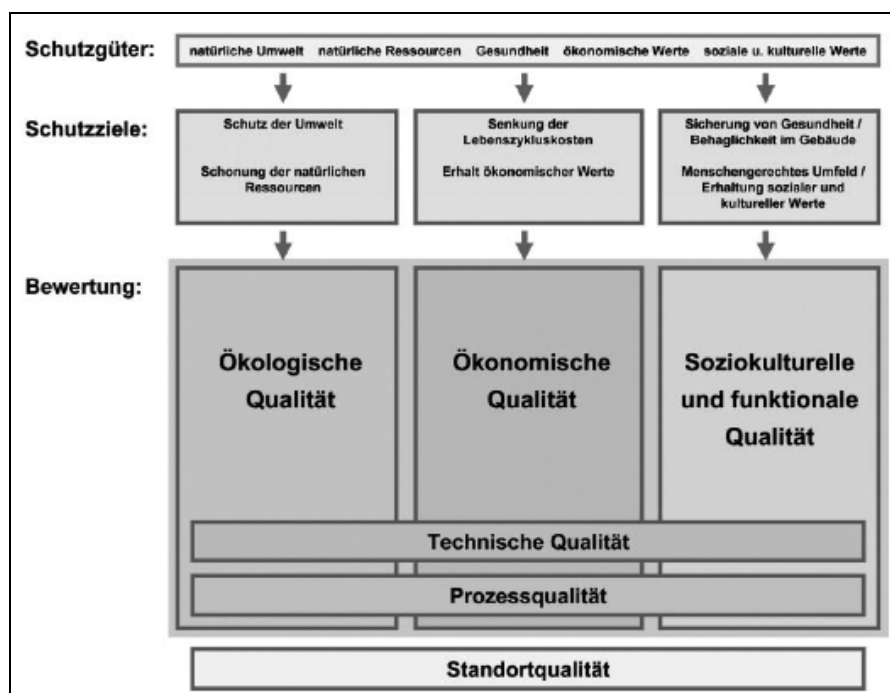 Schutzgüter:
natürliche Umwelt natürliche Ressourcen Gesundheit ökonomische Werte soziale u. kulturelle Werte
Schutzziele:
Schutz der Umwelt
Schonung der natürlichen
Ressourcen
Senkung der
Lebenszykluskosten
Erhalt ökonomischer Werte
Sicherung von Gesundheit /
Behaglichkeit im Gebäude
Menschengerechtes Umfeld /
Erhaltung sozialer und
kultureller Werte
Bewertung:
Ökologische
Qualität
Ökonomische
Qualität
Soziokulturelle
und funktionale
Qualität
Technische Qualität
Prozessqualität
Standortqualität